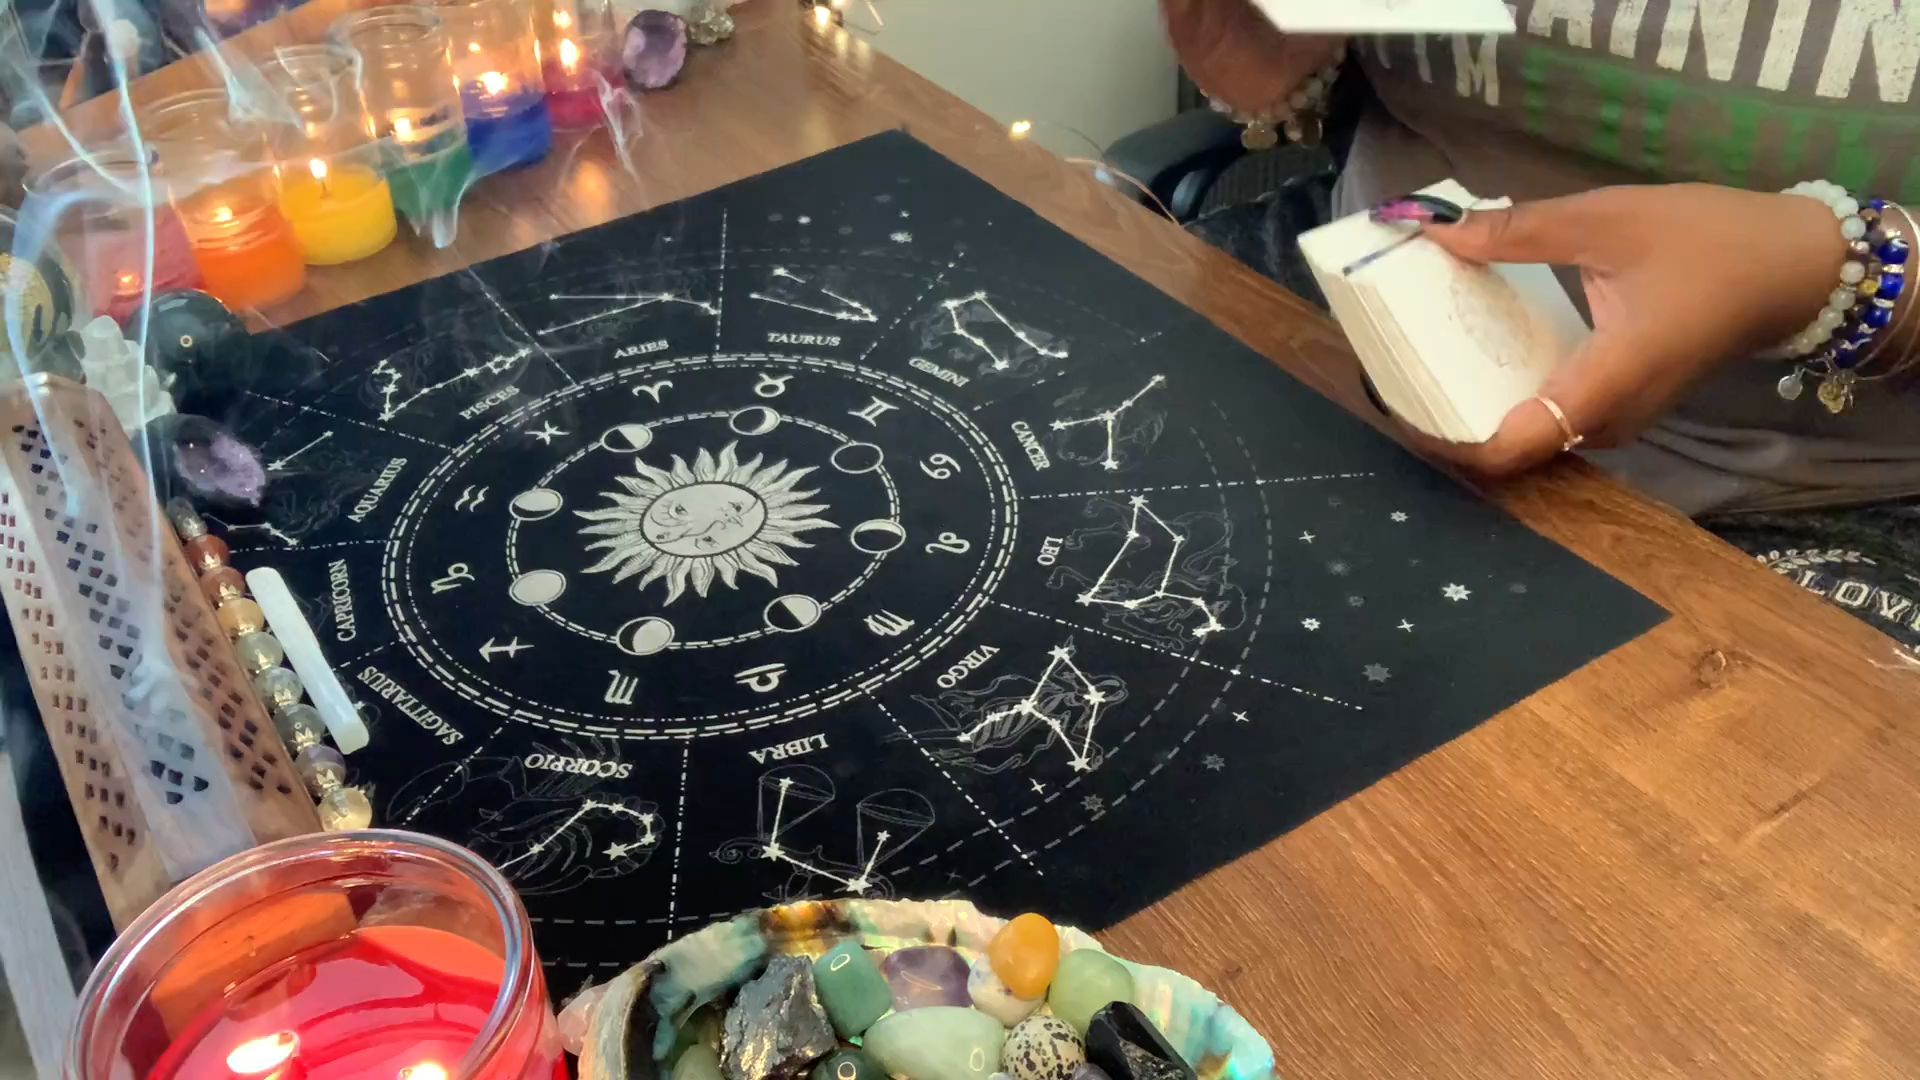 ARIES
TAURUS
GEMINI
CANCER
LEO
VIRGO
LIBRA
SCORPIO
SAGITTARIUS
CAPRICORN
AQUARIUS
PISCES